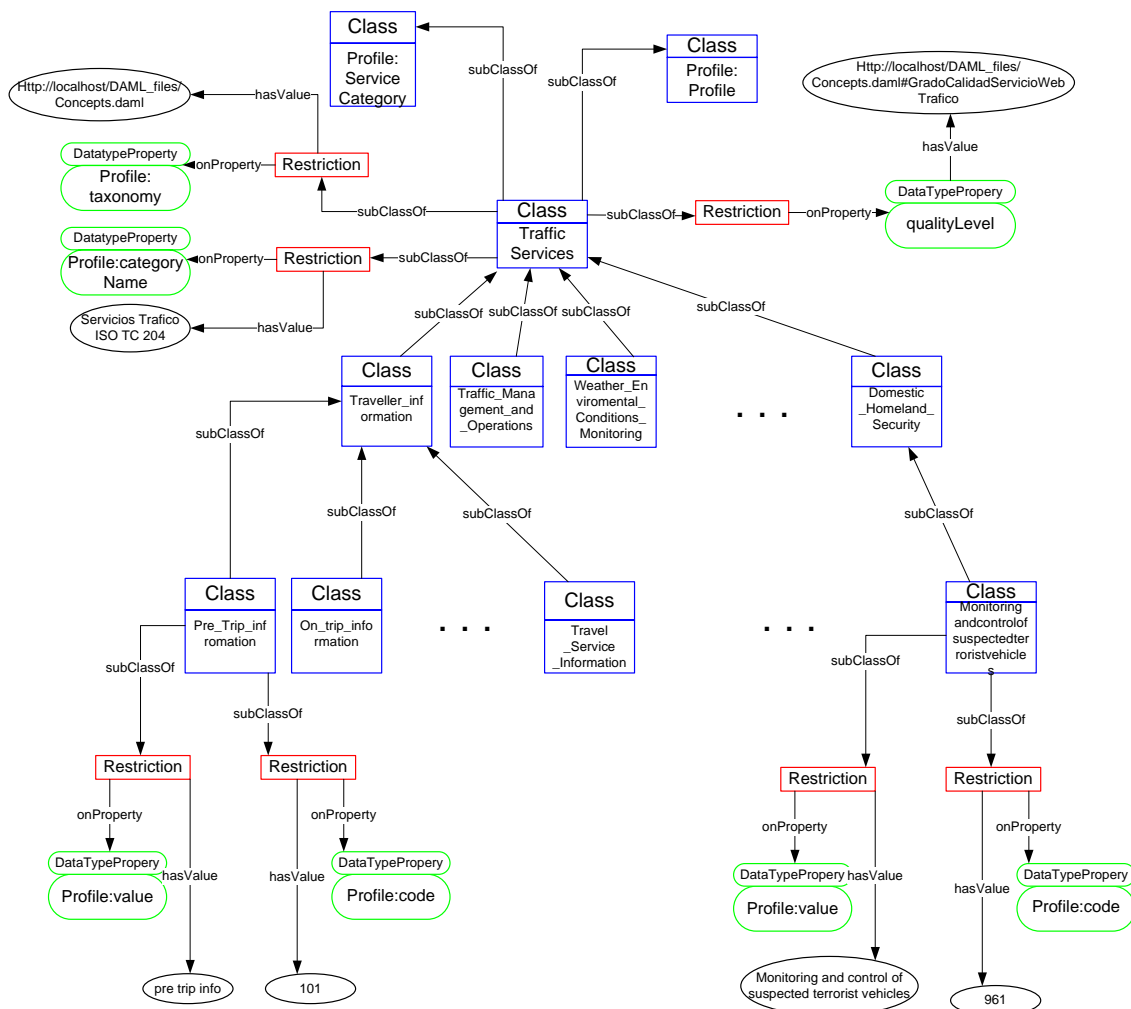 Class
Profile:
Service
Category
Class
Profile:
Profile
Http://localhost/DAML_files/
Concepts.daml
Http://localhost/DAML_files/
Concepts.daml#GradoCalidadServicioWeb
Trafico
subClassOf
subClassOf
hasValue
hasValue
DatatypeProperty
Profile:
taxonomy
onProperty
Restriction
DataTypePropery
qualityLevel
subClassOf
Class
Traffic
Services
subClassOf
Restriction
onProperty
DatatypeProperty
Profile:category
Name
onProperty
Restriction
subClassOf
Servicios Trafico
ISO TC 204
hasValue
subClassOf
subClassOf
subClassOf
subClassOf
Class
Traveller_inf
ormation
Class
Traffic_Mana
gement_and
_Operations
Class
Weather_En
viromental_
Conditions_
Monitoring
. . .
Class
Domestic
_Homeland_
Security
subClassOf
subClassOf
subClassOf
subClassOf
Class
Pre_Trip_inf
romation
Class
On_trip_info
rmation
. . .
Class
Travel
_Service
_Information
. . .
Class
Monitoring
andcontrolof
suspectedter
roristvehicle
s
subClassOf
subClassOf
subClassOf
subClassOf
Restriction
Restriction
Restriction
Restriction
onProperty
onProperty
onProperty
onProperty
DataTypePropery
Profile:value
hasValue
hasValue
DataTypePropery
Profile:code
DataTypePropery
Profile:value
hasValue
hasValue
DataTypePropery
Profile:code
pre trip info
101
Monitoring and control of
suspected terrorist vehicles
961